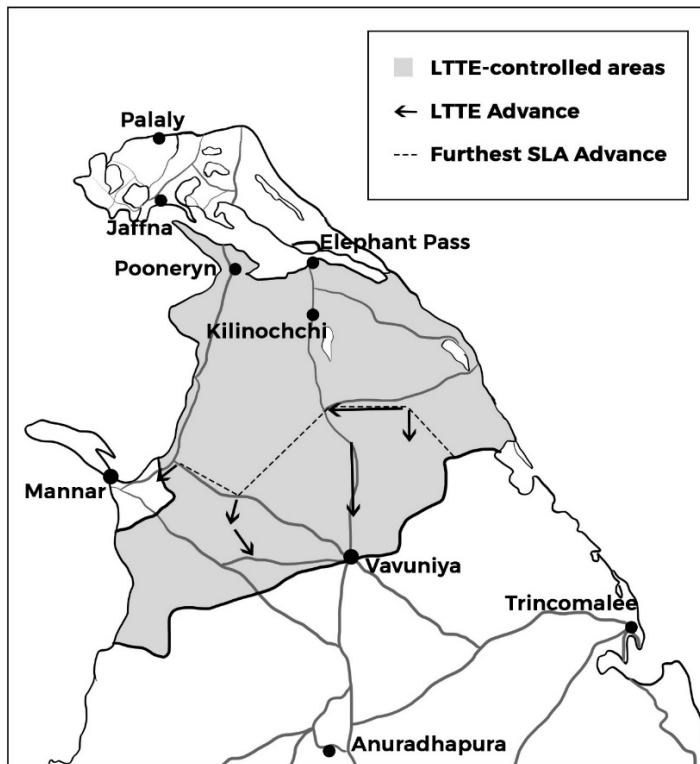 LTTE-controlled areas
LTTE Advance
Furthest SLA Advance
Palaly
Jaffna
Elephant Pass
Pooneryn
Kilinochchi
Mannar
Vavuniya
Trincomalee
Anuradhapura